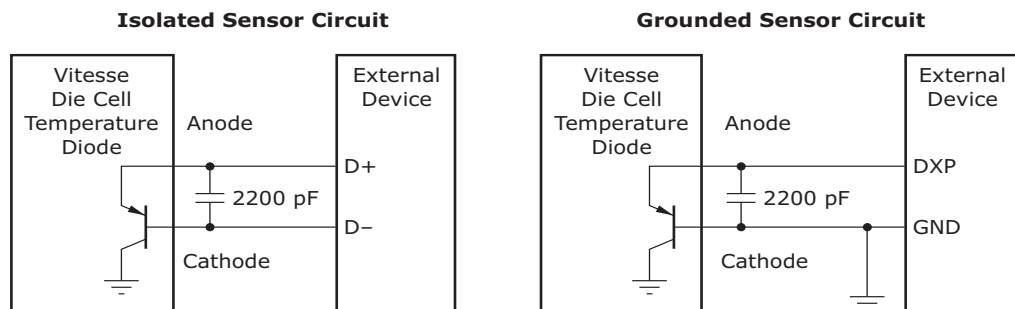 Isolated Sensor Circuit
Vitesse
Die Cell
Temperature
Diode
Anode
External
Device
D+
2200 pF
D–
Cathode
Grounded Sensor Circuit
Vitesse
Die Cell
Temperature
Diode
Anode
External
Device
DXP
2200 pF
GND
Cathode